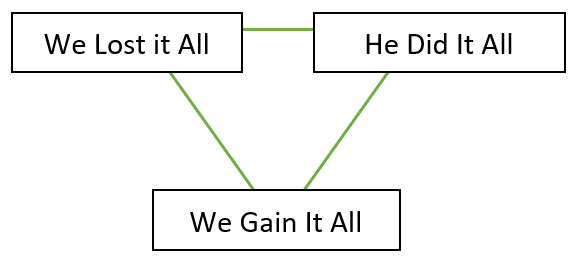 We Lost it All
He Did It All
We Gain It All